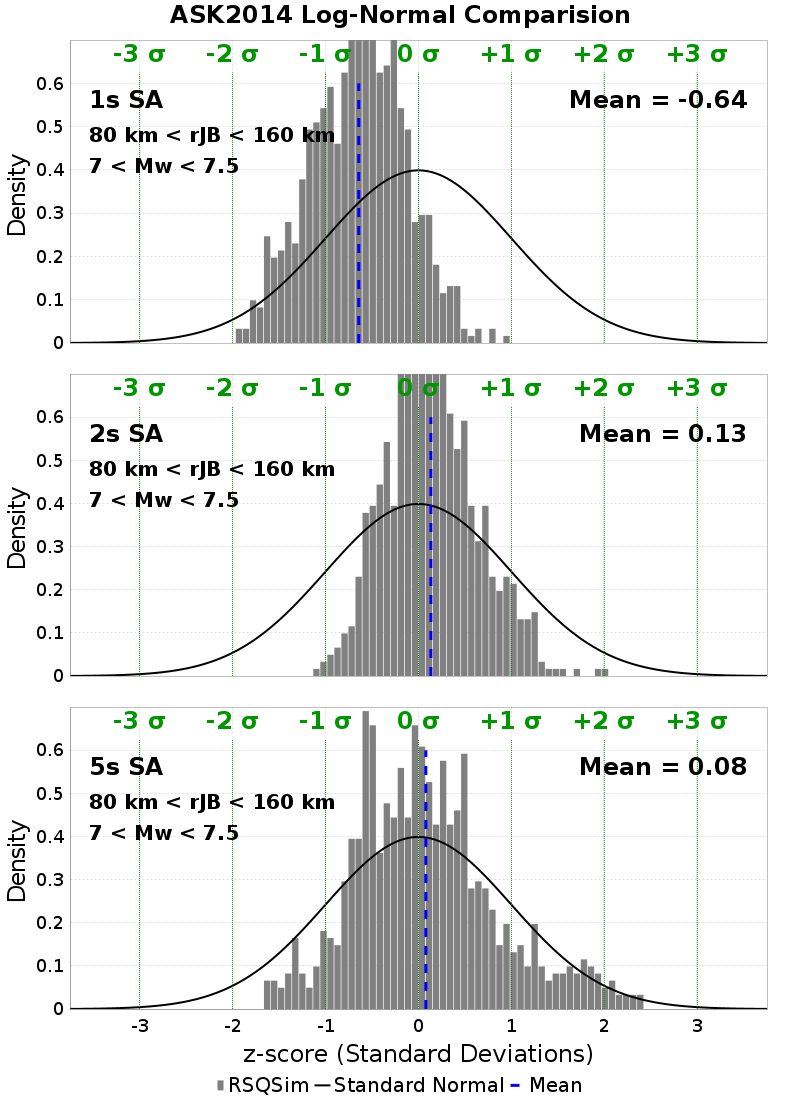 ASK2014 Log-Normal Comparision
-3 σ -2 σ -1 σ 0 σ +1 σ +2 σ +3 σ
1s SA Mean = -0.64
80 km < rJB < 160 km
7 < Mw < 7.5
0.6
0.5
0.4
0.3
0.2
0.1
0
Density
-3 σ -2 σ -1 σ 0 σ +1 σ +2 σ +3 σ
2s SA Mean = 0.13
80 km < rJB < 160 km
7 < Mw < 7.5
0.6
0.5
0.4
0.3
0.2
0.1
0
Density
-3 σ -2 σ -1 σ 0 σ +1 σ +2 σ +3 σ
5s SA Mean = 0.08
80 km < rJB < 160 km
7 < Mw < 7.5
0.6
0.5
0.4
0.3
0.2
0.1
0
Density
-3 -2 -1 0 1 2 3
z-score (Standard Deviations)
RSQSim Standard Normal Mean